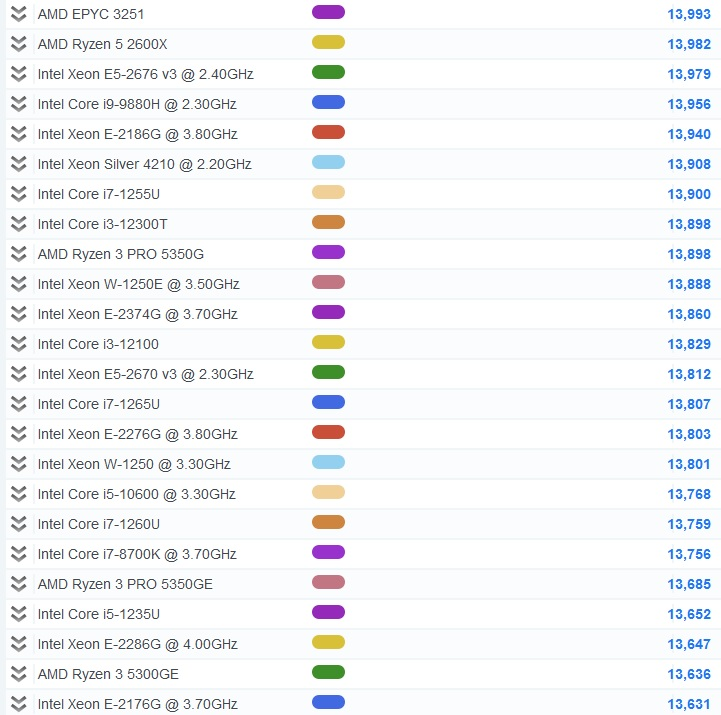 AMD EPYC 3251 13,993
AMD Ryzen 5 2600X 13,982
Intel Xeon E5-2676 v3 @ 2.40GHz 13,979
Intel Core i9-9880H @ 2.30GHz 13,956
Intel Xeon E-2186G @ 3.80GHz 13,940
Intel Xeon Silver 4210 @ 2.20GHz 13,908
Intel Core i7-1255U 13,900
Intel Core i3-12300T 13,898
AMD Ryzen 3 PRO 5350G 13,898
Intel Xeon W-1250E @ 3.50GHz 13,888
Intel Xeon E-2374G @ 3.70GHz 13,860
Intel Core i3-12100 13,829
Intel Xeon E5-2670 v3 @ 2.30GHz 13,812
Intel Core i7-1265U 13,807
Intel Xeon E-2276G @ 3.80GHz 13,803
Intel Xeon W-1250 @ 3.30GHz 13,801
Intel Core i5-10600 @ 3.30GHz 13,768
Intel Core i7-1260U 13,759
Intel Core i7-8700K @ 3.70GHz 13,756
AMD Ryzen 3 PRO 5350GE 13,685
Intel Core i5-1235U 13,652
Intel Xeon E-2286G @ 4.00GHz 13,647
AMD Ryzen 3 5300GE 13,636
Intel Xeon E-2176G @ 3.70GHz 13,631